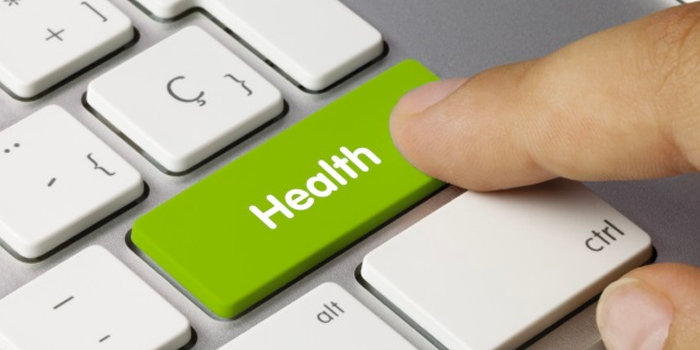 * + ]
Ç }
¨ ´ {
Health
ctrl
alt
— -